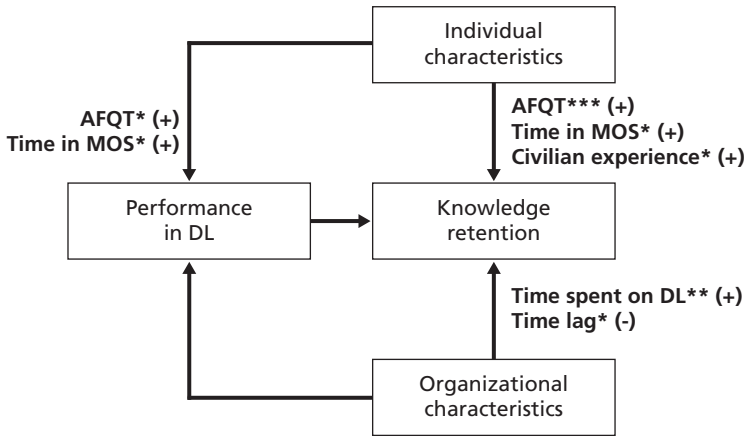 Individual
characteristics
AFQT* (+)
Time in MOS* (+)
AFQT*** (+)
Time in MOS* (+)
Civilian experience* (+)
Performance
in DL
Knowledge
retention
Time spent on DL** (+)
Time lag* (-)
Organizational
characteristics